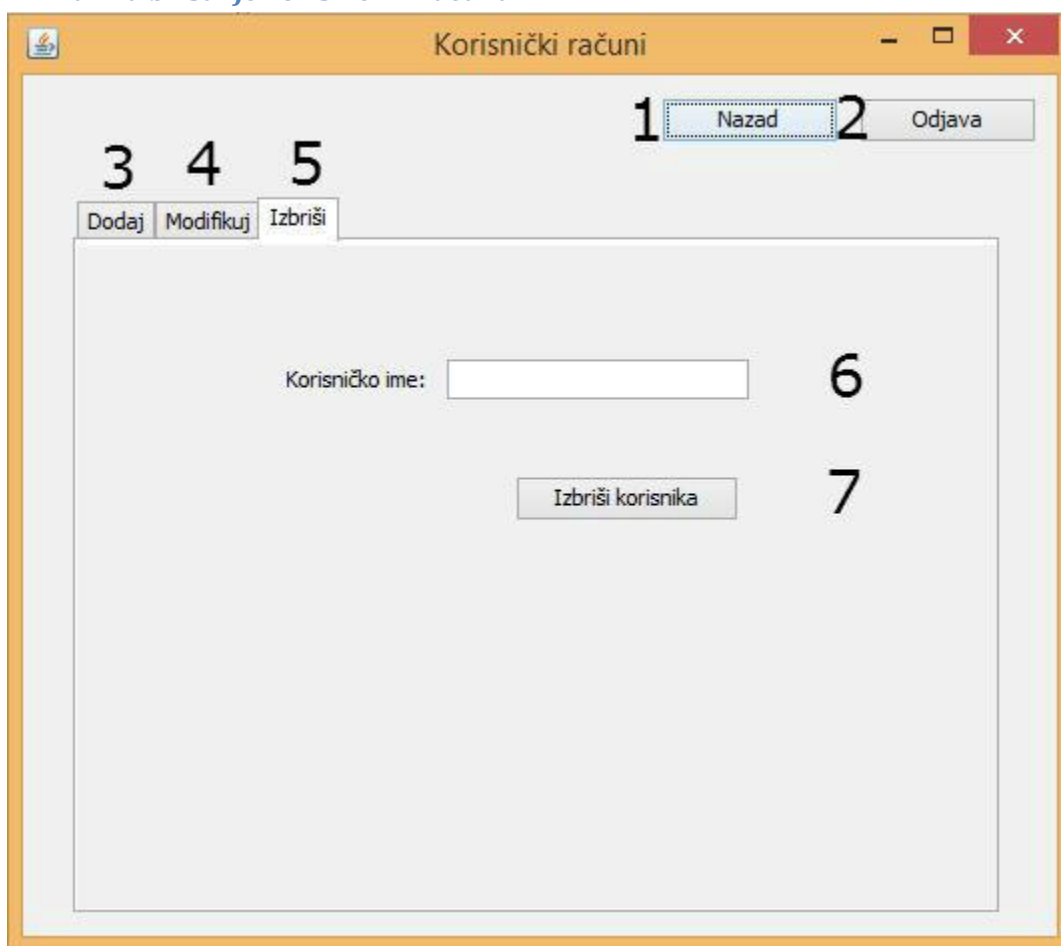 Korisnički računi
1 Nazad 2 Odjava
3 4 5
Dodaj Modifikuj Izbriši
Korisničko ime: 6
Izbriši korisnika 7